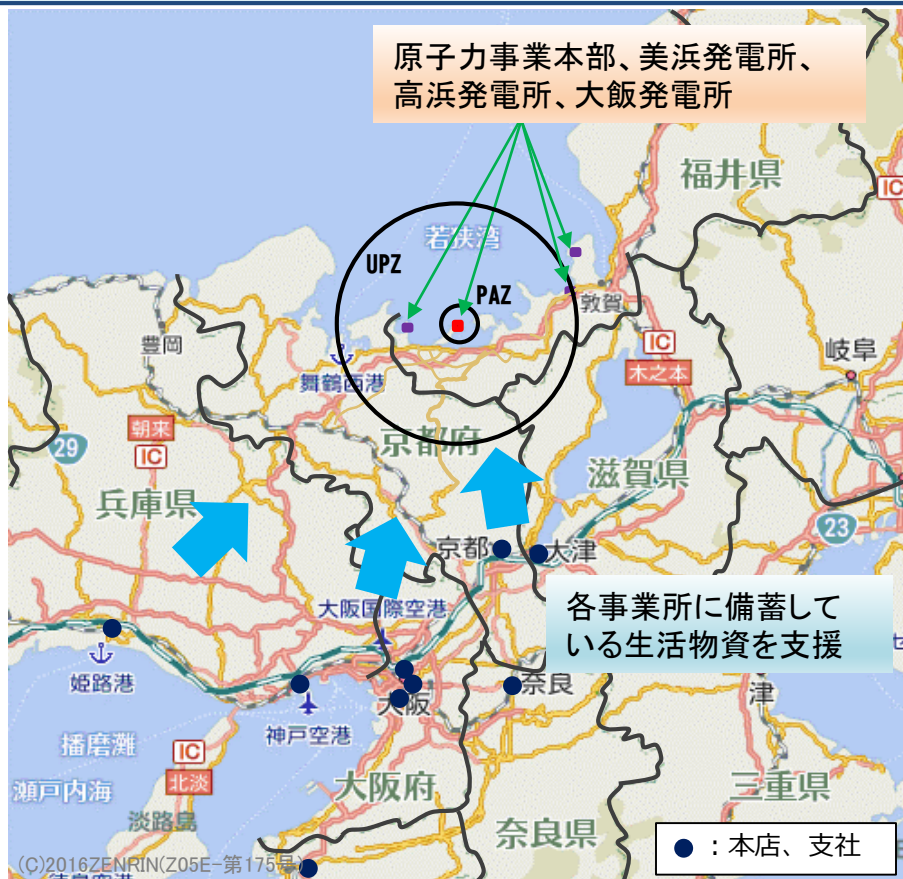 原子力事業本部、美浜発電所、
高浜発電所、大飯発電所
福井県
IC
若狭湾
UPZ
PAZ
敦賀
豊岡
舞鶴西港
IC
木之本
岐阜
朝来
IC
29
京都府
滋賀県
兵庫県
23
京都
大津
大阪国際空港
各事業所に備蓄して
いる生活物資を支援
姫路港
大阪
奈良
津
神戸空港
播磨灘
IC
北淡
瀬戸内海
大阪府
三重県
淡路島
奈良県
●：本店、支社
(C)2016ZENRIN(Z05E-第175号)